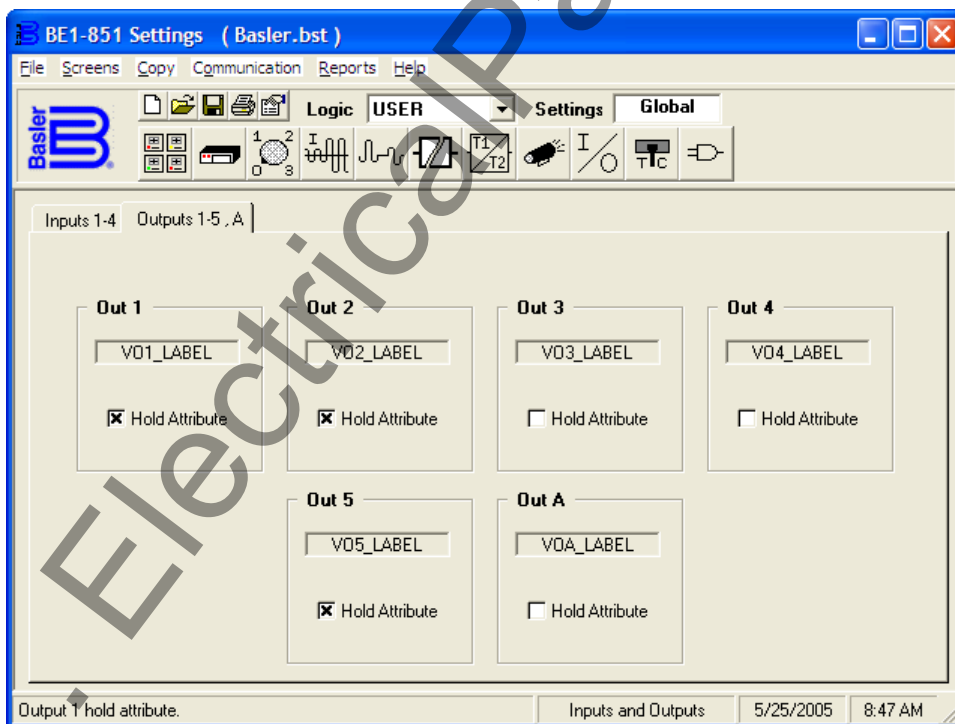 BE1-851 Settings ( Basler.bst )
File Screens Copy Communication Reports Help
Basler
Logic USER Settings Global
1 2 0 3 I T1 T2 I O T C
Inputs 1-4 Outputs 1-5 , A
Out 1 Out 2 Out 3 Out 4
VO1_LABEL VO2_LABEL VO3_LABEL VO4_LABEL
Hold Attribute Hold Attribute Hold Attribute Hold Attribute
Out 5 Out A
VO5_LABEL VOA_LABEL
Hold Attribute Hold Attribute
Output 1 hold attribute. Inputs and Outputs 5/25/2005 8:47 AM
. ElectricalPa